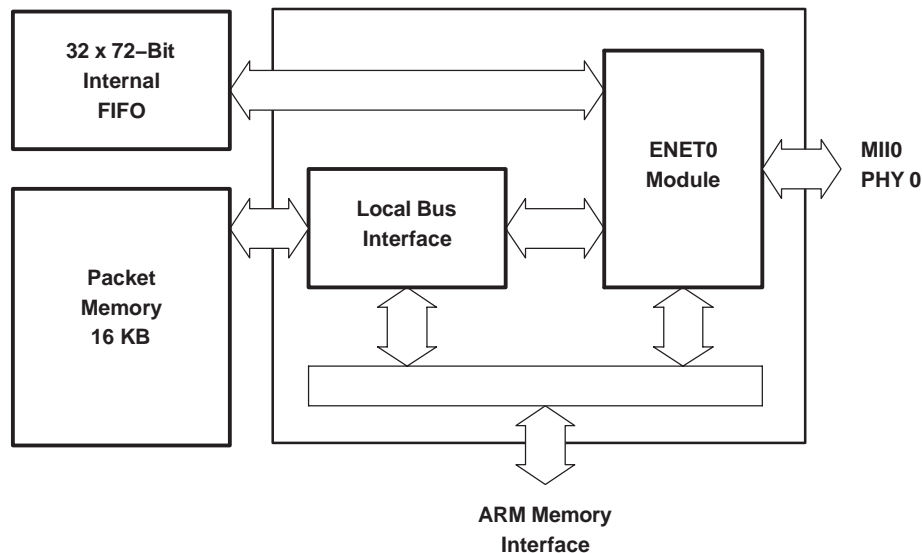 32 x 72–Bit
Internal
FIFO
ENET0
Module
MII0
PHY 0
Local Bus
Interface
Packet
Memory
16 KB
ARM Memory
Interface